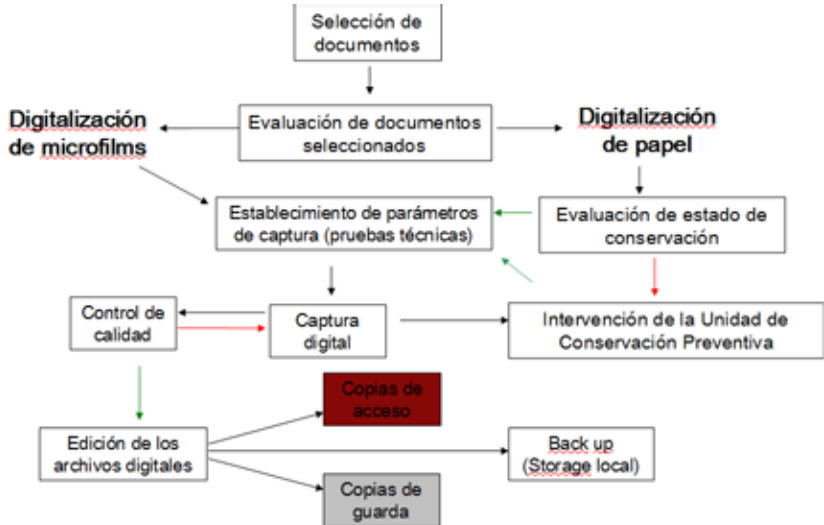 Selección de
documentos
Digitalización
de microfilms
Evaluación de documentos
seleccionados
Digitalización
de papel
Establecimiento de parámetros
de captura (pruebas técnicas)
Evaluación de estado de
conservación
Control de
calidad
Captura
digital
Intervención de la Unidad de
Conservación Preventiva
Copias de
acceso
Edición de los
archivos digitales
Back up
(Storage local)
Copias de
guarda